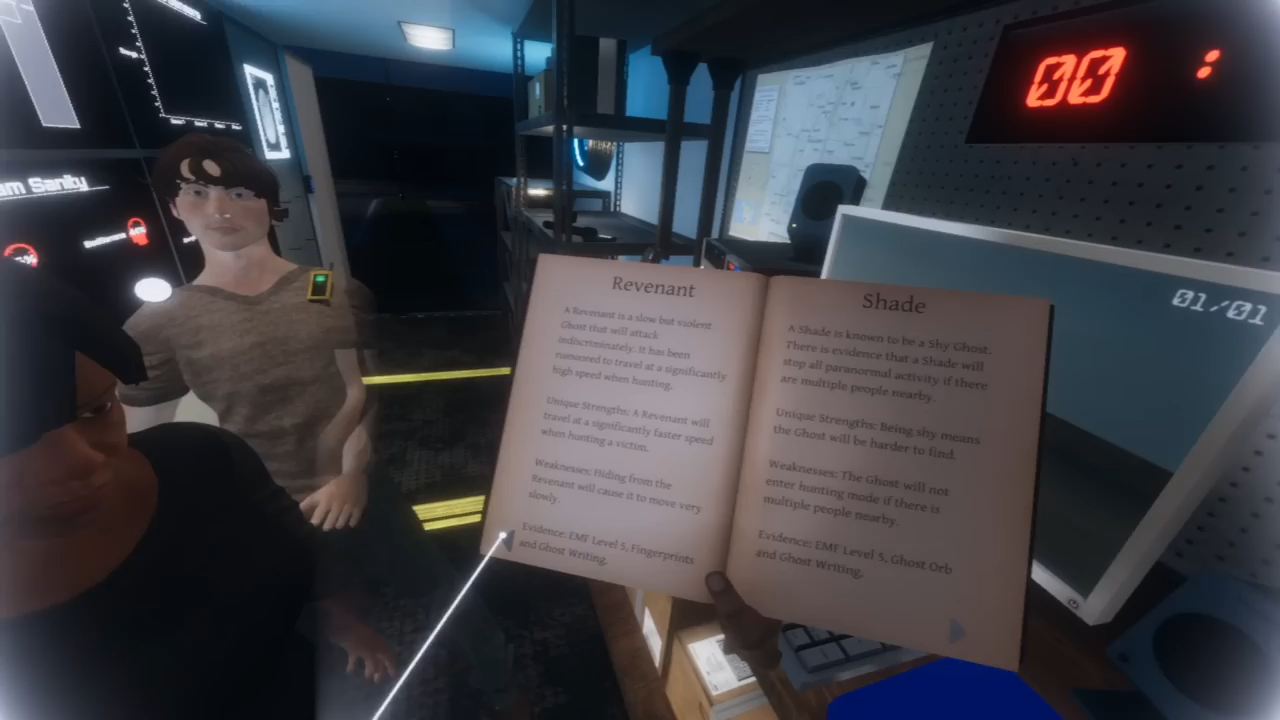 am Sanity
00 :
01/01
Revenant
A Revenant is a slow but violent
Ghost that will attack
indiscriminately. It has been
rumoured to travel at a significantly
high speed when hunting.
Unique Strengths: A Revenant will
travel at a significantly faster speed
when hunting a victim.
Weaknesses: Hiding from the
Revenant will cause it to move very
slowly.
Evidence: EMF Level 5, Fingerprints
and Ghost Writing.
Shade
A Shade is known to be a Shy Ghost.
There is evidence that a Shade will
stop all paranormal activity if there
are multiple people nearby.
Unique Strengths: Being shy means
the Ghost will be harder to find.
Weaknesses: The Ghost will not
enter hunting mode if there is
multiple people nearby.
Evidence: EMF Level 5, Ghost Orb
and Ghost Writing.